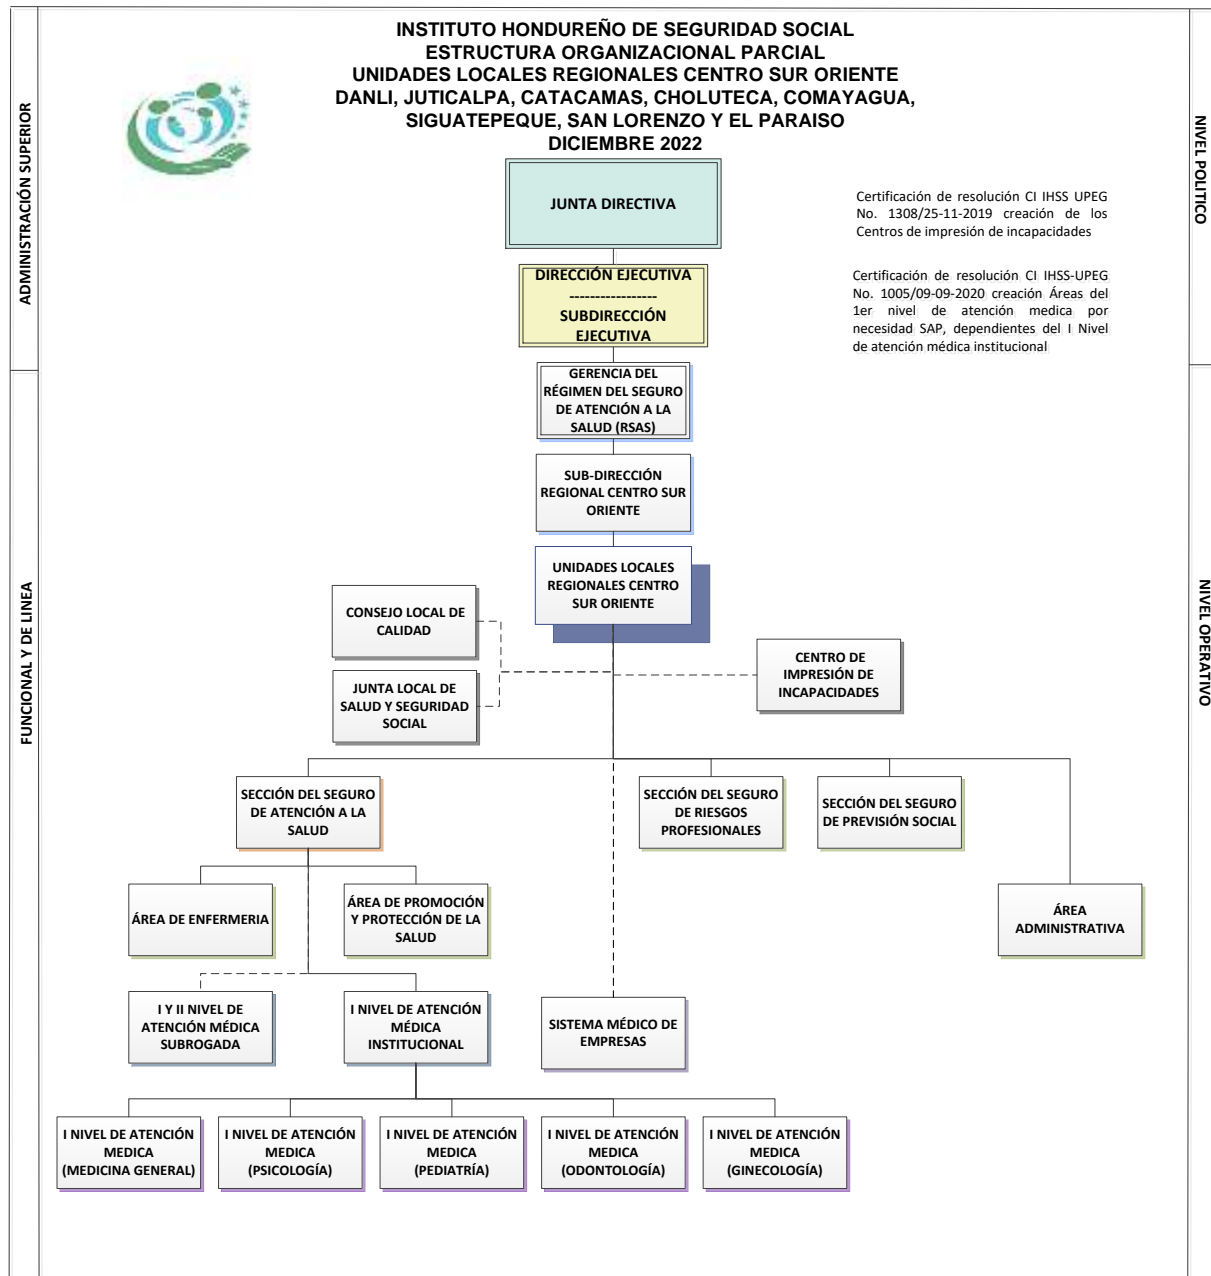 INSTITUTO HONDUREÑO DE SEGURIDAD SOCIAL
ESTRUCTURA ORGANIZACIONAL PARCIAL
UNIDADES LOCALES REGIONALES CENTRO SUR ORIENTE
DANLI, JUTICALPA, CATACAMAS, CHOLUTECA, COMAYAGUA,
SIGUATEPEQUE, SAN LORENZO Y EL PARAISO
DICIEMBRE 2022
ADMINISTRACIÓN SUPERIOR
NIVEL POLITICO
JUNTA DIRECTIVA
Certificación de resolución CI IHSS UPEG
No. 1308/25-11-2019 creación de los
Centros de impresión de incapacidades
DIRECCIÓN EJECUTIVA
-----------------
SUBDIRECCIÓN
EJECUTIVA
Certificación de resolución CI IHSS-UPEG
No. 1005/09-09-2020 creación Áreas del
1er nivel de atención medica por
necesidad SAP, dependientes del I Nivel
de atención médica institucional
GERENCIA DEL
RÉGIMEN DEL SEGURO
DE ATENCIÓN A LA
SALUD (RSAS)
SUB-DIRECCIÓN
REGIONAL CENTRO SUR
ORIENTE
UNIDADES LOCALES
REGIONALES CENTRO
SUR ORIENTE
FUNCIONAL Y DE LINEA
NIVEL OPERATIVO
CONSEJO LOCAL DE
CALIDAD
JUNTA LOCAL DE
SALUD Y SEGURIDAD
SOCIAL
CENTRO DE
IMPRESIÓN DE
INCAPACIDADES
SECCIÓN DEL SEGURO
DE ATENCIÓN A LA
SALUD
SECCIÓN DEL SEGURO
DE RIESGOS
PROFESIONALES
SECCIÓN DEL SEGURO
DE PREVISIÓN SOCIAL
ÁREA DE ENFERMERIA
ÁREA DE PROMOCIÓN
Y PROTECCIÓN DE LA
SALUD
ÁREA
ADMINISTRATIVA
I Y II NIVEL DE
ATENCIÓN MÉDICA
SUBROGADA
I NIVEL DE ATENCIÓN
MÉDICA
INSTITUCIONAL
SISTEMA MÉDICO DE
EMPRESAS
I NIVEL DE ATENCIÓN
MEDICA
(MEDICINA GENERAL)
I NIVEL DE ATENCIÓN
MEDICA
(PSICOLOGÍA)
I NIVEL DE ATENCIÓN
MEDICA
(PEDIATRÍA)
I NIVEL DE ATENCIÓN
MEDICA
(ODONTOLOGÍA)
I NIVEL DE ATENCIÓN
MEDICA
(GINECOLOGÍA)